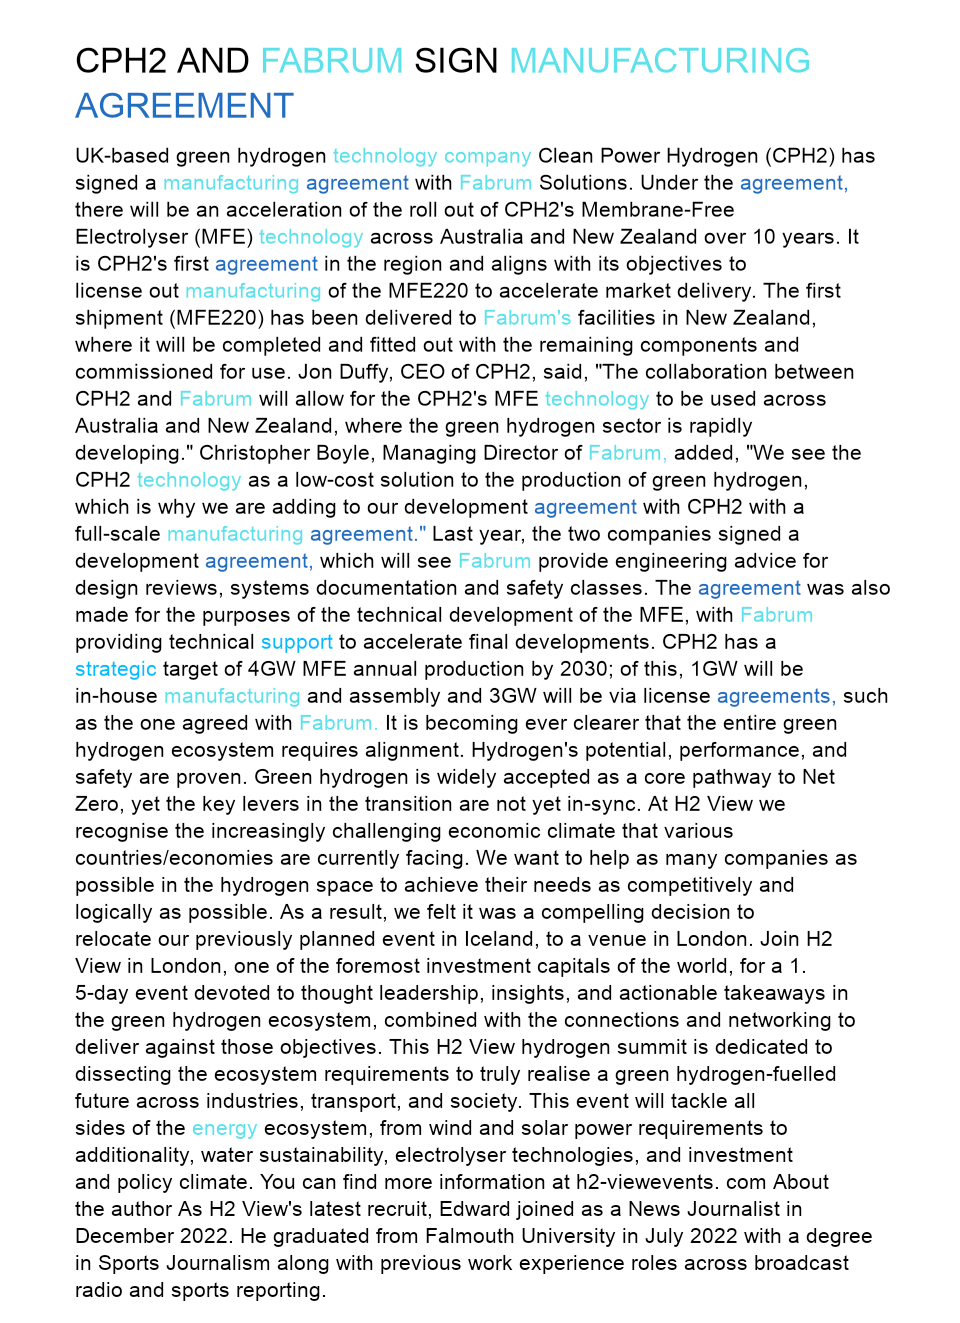 CPH2 AND FABRUM SIGN MANUFACTURING
AGREEMENT
UK-based green hydrogen technology company Clean Power Hydrogen (CPH2) has
signed a manufacturing agreement with Fabrum Solutions. Under the agreement,
there will be an acceleration of the roll out of CPH2's Membrane-Free
Electrolyser (MFE) technology across Australia and New Zealand over 10 years. It
is CPH2's first agreement in the region and aligns with its objectives to
license out manufacturing of the MFE220 to accelerate market delivery. The first
shipment (MFE220) has been delivered to Fabrum's facilities in New Zealand,
where it will be completed and fitted out with the remaining components and
commissioned for use. Jon Duffy, CEO of CPH2, said, "The collaboration between
CPH2 and Fabrum will allow for the CPH2's MFE technology to be used across
Australia and New Zealand, where the green hydrogen sector is rapidly
developing." Christopher Boyle, Managing Director of Fabrum, added, "We see the
CPH2 technology as a low-cost solution to the production of green hydrogen,
which is why we are adding to our development agreement with CPH2 with a
full-scale manufacturing agreement." Last year, the two companies signed a
development agreement, which will see Fabrum provide engineering advice for
design reviews, systems documentation and safety classes. The agreement was also
made for the purposes of the technical development of the MFE, with Fabrum
providing technical support to accelerate final developments. CPH2 has a
strategic target of 4GW MFE annual production by 2030; of this, 1GW will be
in-house manufacturing and assembly and 3GW will be via license agreements, such
as the one agreed with Fabrum. It is becoming ever clearer that the entire green
hydrogen ecosystem requires alignment. Hydrogen's potential, performance, and
safety are proven. Green hydrogen is widely accepted as a core pathway to Net
Zero, yet the key levers in the transition are not yet in-sync. At H2 View we
recognise the increasingly challenging economic climate that various
countries/economies are currently facing. We want to help as many companies as
possible in the hydrogen space to achieve their needs as competitively and
logically as possible. As a result, we felt it was a compelling decision to
relocate our previously planned event in Iceland, to a venue in London. Join H2
View in London, one of the foremost investment capitals of the world, for a 1.
5-day event devoted to thought leadership, insights, and actionable takeaways in
the green hydrogen ecosystem, combined with the connections and networking to
deliver against those objectives. This H2 View hydrogen summit is dedicated to
dissecting the ecosystem requirements to truly realise a green hydrogen-fuelled
future across industries, transport, and society. This event will tackle all
sides of the energy ecosystem, from wind and solar power requirements to
additionality, water sustainability, electrolyser technologies, and investment
and policy climate. You can find more information at h2-viewevents. com About
the author As H2 View's latest recruit, Edward joined as a News Journalist in
December 2022. He graduated from Falmouth University in July 2022 with a degree
in Sports Journalism along with previous work experience roles across broadcast
radio and sports reporting.